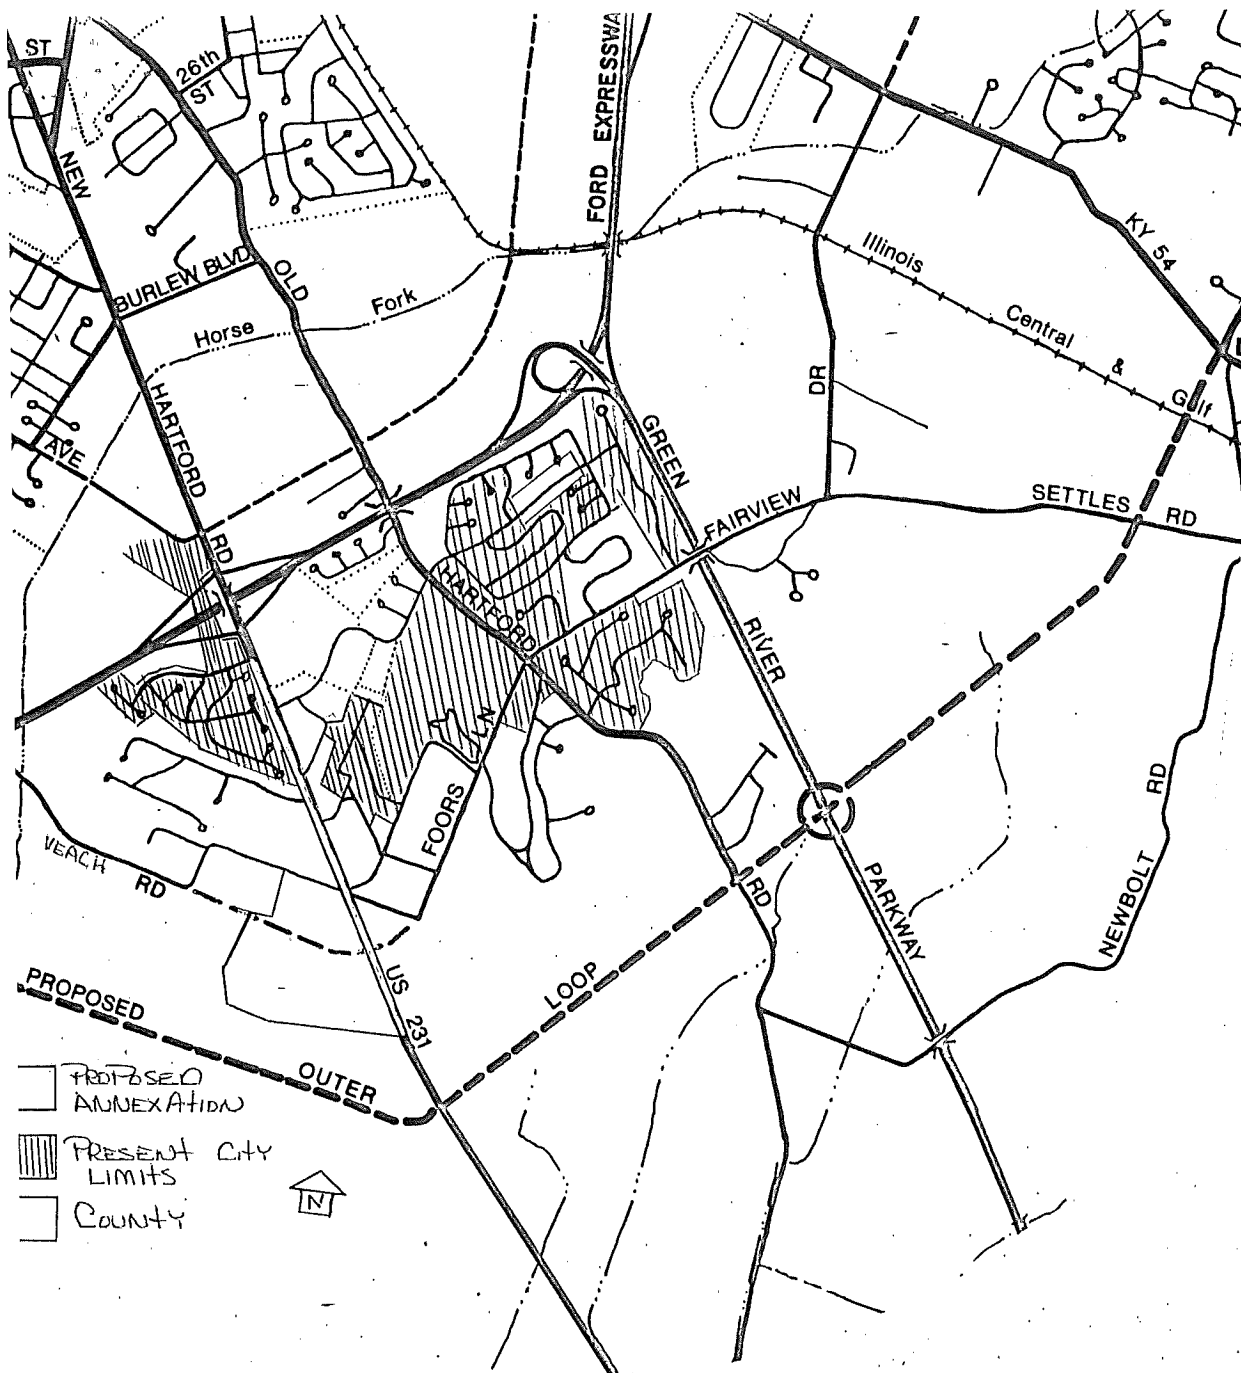 ST
26th
ST
NEW
FORD EXPRESSWA
BURLEW BLVD
OLD
Horse Fork
KY 54
Illinois Central & Gulf
HARTFORD
RD
AVE
DR
GREEN
FAIRVIEW
SETTLES RD
HARTFORD
RIVER
LN
FOORS
VEACH RD
RD
PARKWAY
NEWBOLT RD
US 231
PROPOSED
OUTER
LOOP
PROPOSED
ANNEXATION
PRESENT CITY
LIMITS
COUNTY
N